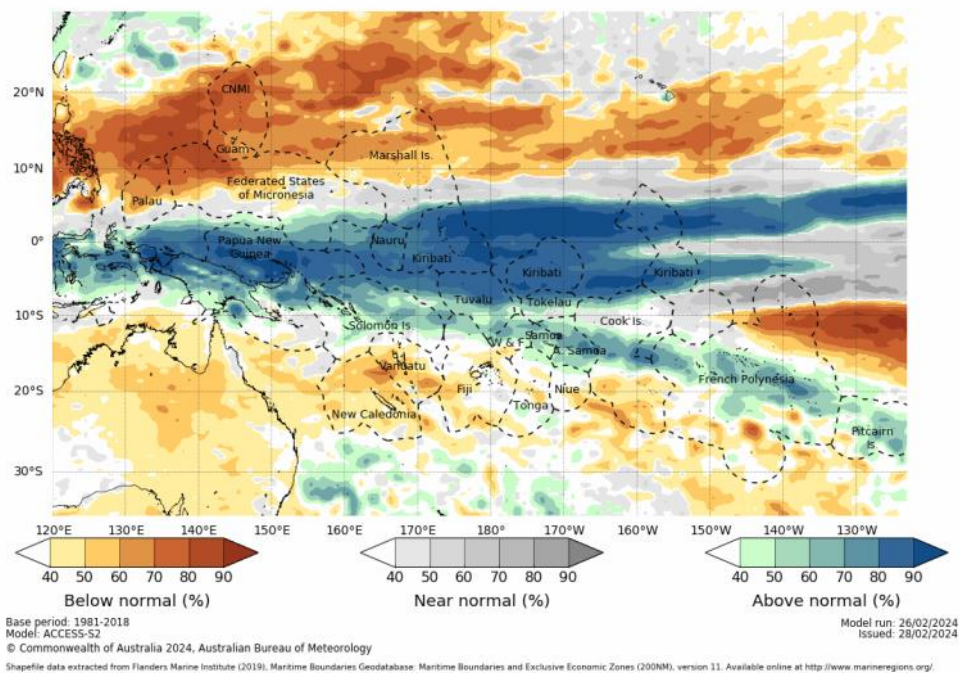 CNMI
20°N
Guam
10°N
Marshall Is.
Federated States
of Micronesia
Palau
0°
Papua New
Guinea
Nauru
Kiribati
Kiribati
Kiribati
Tuvalu
Tokelau
10°S
Solomon Is.
Cook Is.
W & F
Samoa
A. Samoa
Vanuatu
20°S
Fiji
Niue
French Polynesia
New Caledonia
Tonga
Pitcairn
Is.
30°S
120°E 130°E 140°E 150°E 160°E 170°E 180° 170°W 160°W 150°W 140°W 130°W
40 50 60 70 80 90
Below normal (%)
40 50 60 70 80 90
Near normal (%)
40 50 60 70 80 90
Above normal (%)
Base period: 1981-2018
Model: ACCESS-S2
© Commonwealth of Australia 2024, Australian Bureau of Meteorology
Model run: 26/02/2024
Issued: 28/02/2024
Shapefile data extracted from Flanders Marine Institute (2019), Maritime Boundaries Geodatabase: Maritime Boundaries and Exclusive Economic Zones (200NM), version 11. Available online at http://www.marineregions.org/.